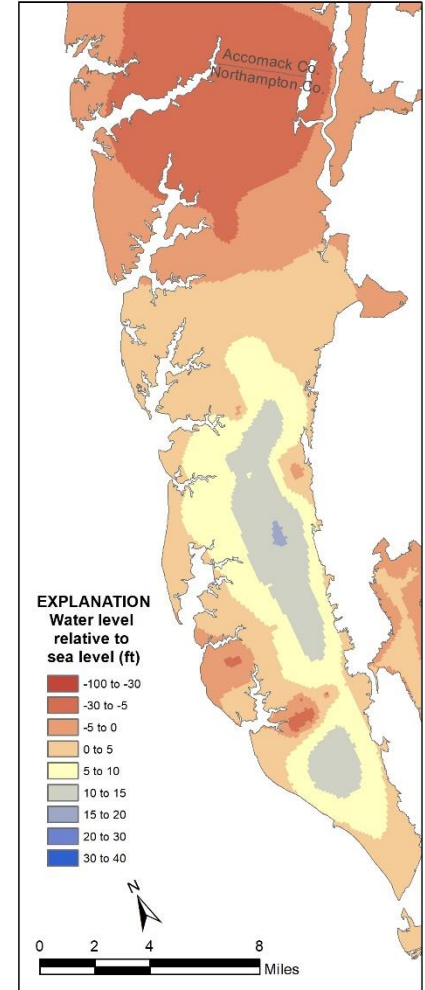 Accomack Co.
Northampton Co.
EXPLANATION
Water level
relative to
sea level (ft)
-100 to -30
-30 to -5
-5 to 0
0 to 5
5 to 10
10 to 15
15 to 20
20 to 30
30 to 40
N
0 2 4 8
Miles